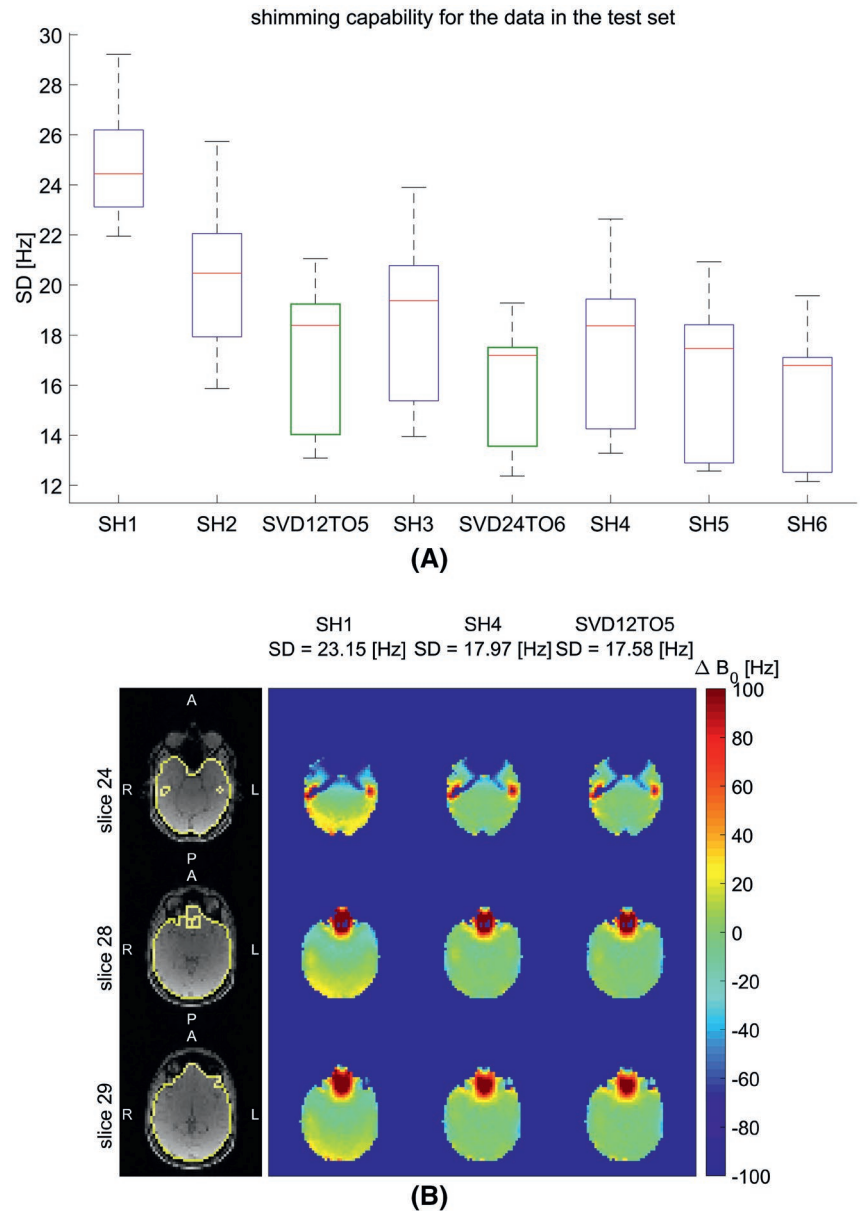 shimming capability for the data in the test set
30
28
26
24
22
20
18
16
14
12
SD [Hz]
SH1 SH2 SVD12TO5 SH3 SVD24TO6 SH4 SH5 SH6
(A)
SH1 SH4 SVD12TO5
SD = 23.15 [Hz] SD = 17.97 [Hz] SD = 17.58 [Hz]
Δ B0 [Hz]
A
R L
slice 24
P
A
R L
slice 28
P
A
R L
slice 29
100
80
60
40
20
0
-20
-40
-60
-80
-100
(B)